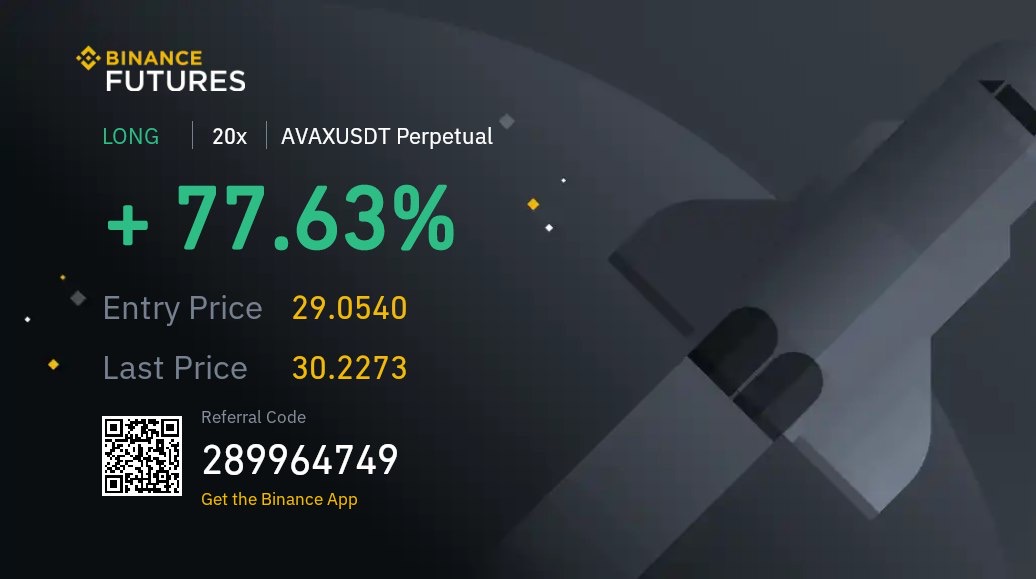 BINANCE
FUTURES
LONG 20x AVAXUSDT Perpetual
+ 77.63%
Entry Price 29.0540
Last Price 30.2273
Referral Code
289964749
Get the Binance App